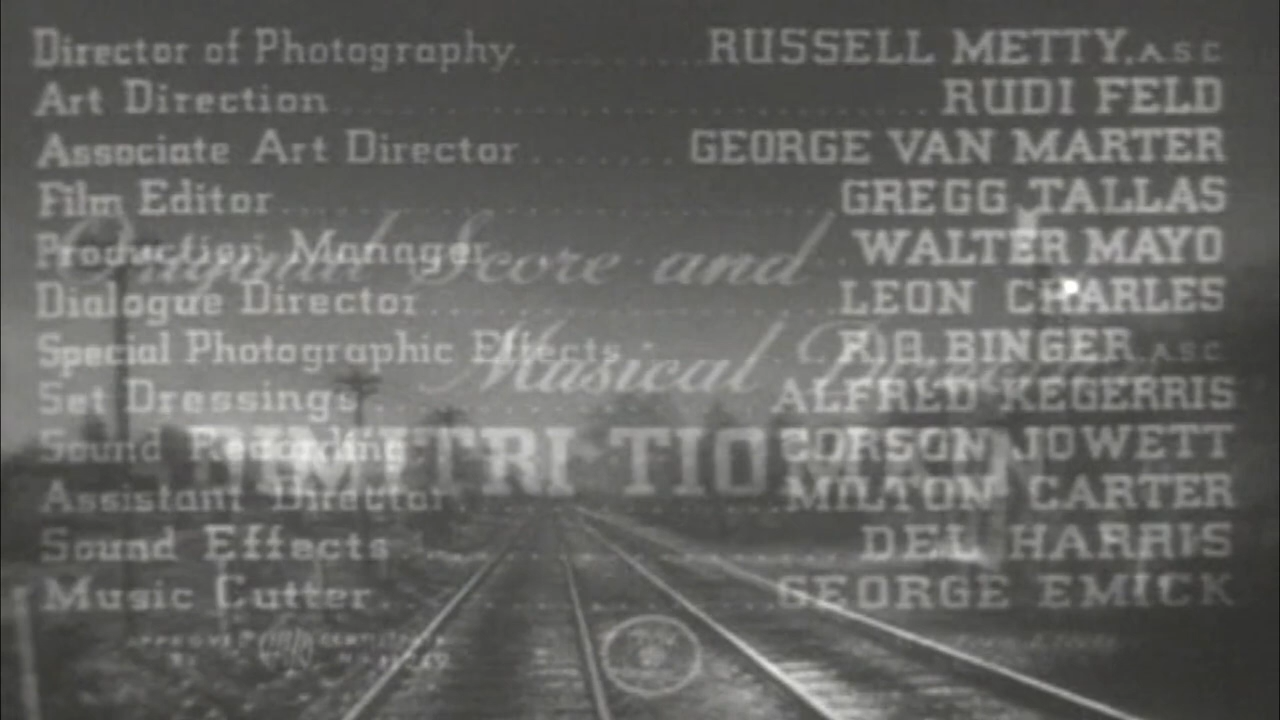 Director of Photography.......... RUSSELL METTY, A.S.C.
Art Direction.......... RUDI FELD
Associate Art Director........ GEORGE VAN MARTER
Film Editor.......... GREGG TALLAS
Original Score and
Production Manager.......... WALTER MAYO
Dialogue Director.......... LEON CHARLES
Special Photographic Effects.......... R.O. BINGER, A.S.C.
Musical
Set Dressings.......... ALFRED KEGERRIS
Sound Recording.......... CORSON JOWETT
DIMITRI TIOMKIN
Assistant Director.......... MILTON CARTER
Sound Effects.......... DEL HARRIS
Music Cutter.......... GEORGE EMICK
APPROVED CERTIFICATE